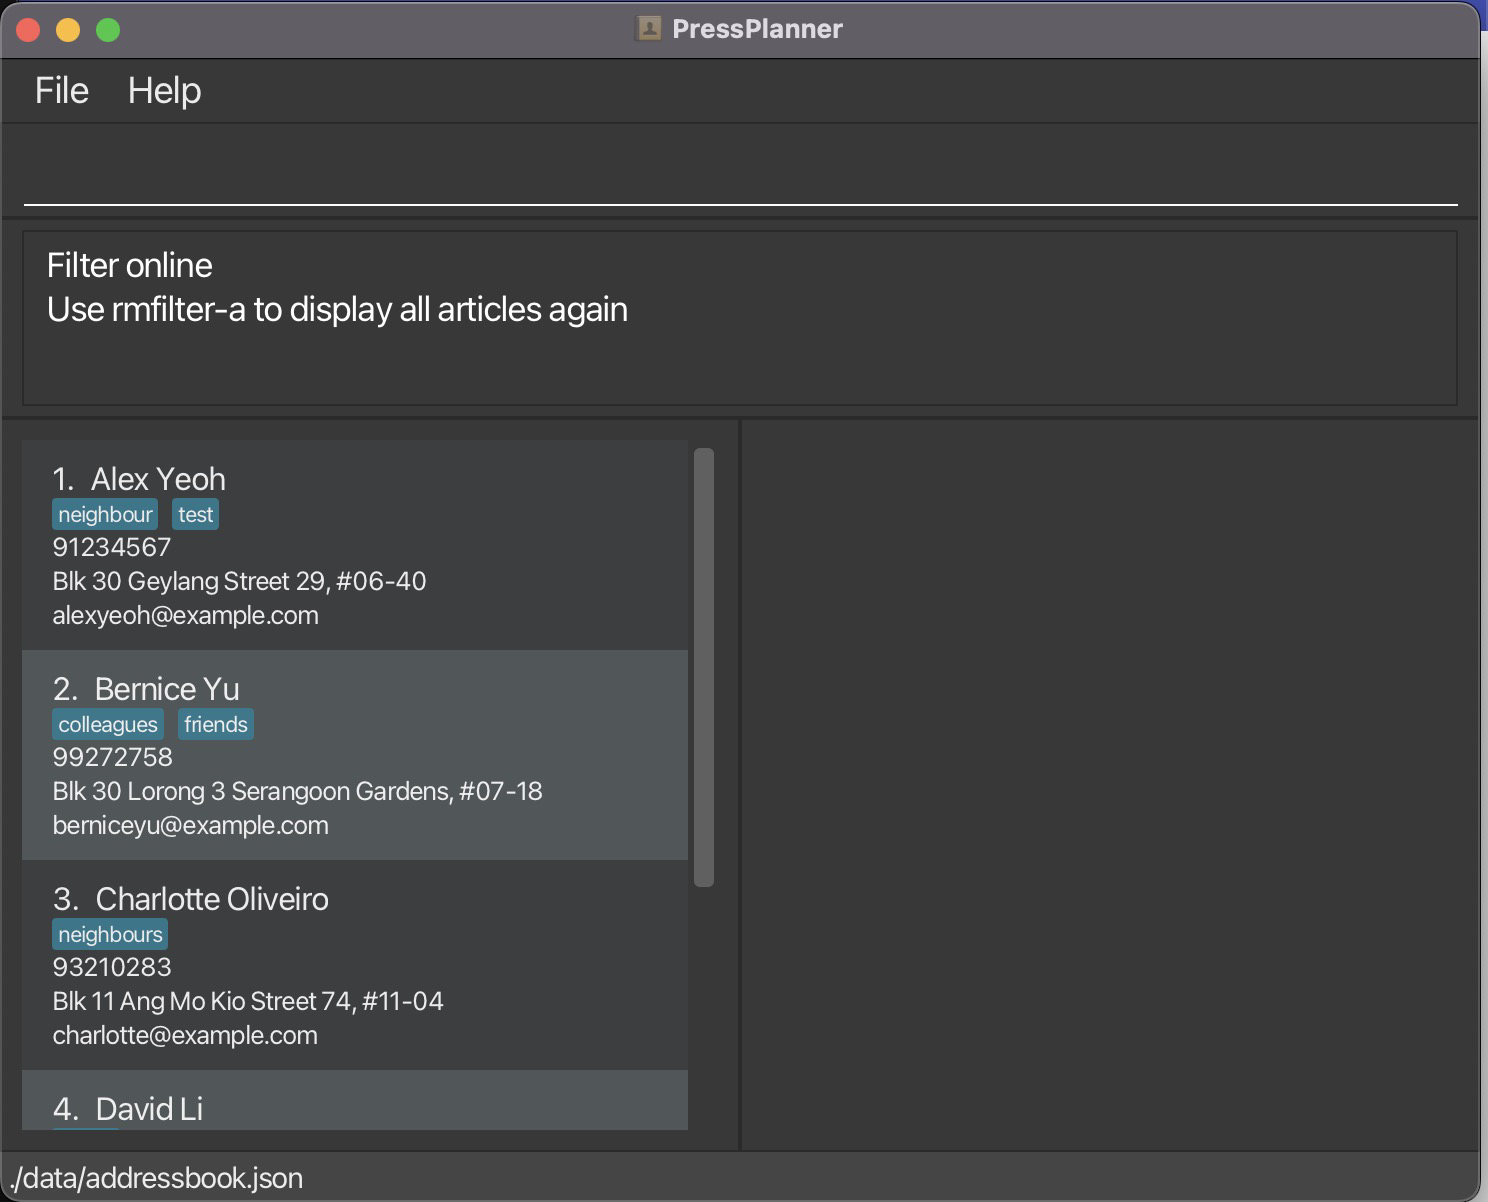 PressPlanner
File Help
Filter online
Use rmfilter-a to display all articles again
1. Alex Yeoh
neighbour test
91234567
Blk 30 Geylang Street 29, #06-40
alexyeoh@example.com
2. Bernice Yu
colleagues friends
99272758
Blk 30 Lorong 3 Serangoon Gardens, #07-18
berniceyu@example.com
3. Charlotte Oliveiro
neighbours
93210283
Blk 11 Ang Mo Kio Street 74, #11-04
charlotte@example.com
4. David Li
./data/addressbook.json